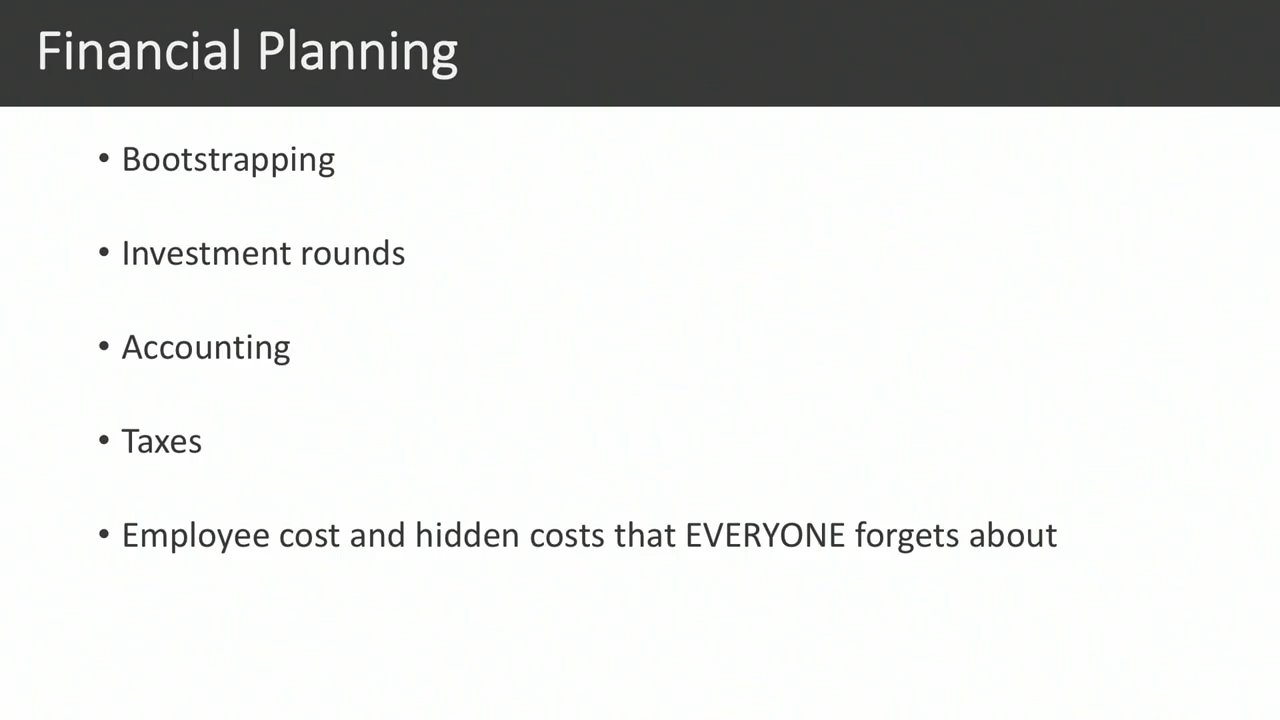 Financial Planning
• Bootstrapping
• Investment rounds
• Accounting
• Taxes
• Employee cost and hidden costs that EVERYONE forgets about